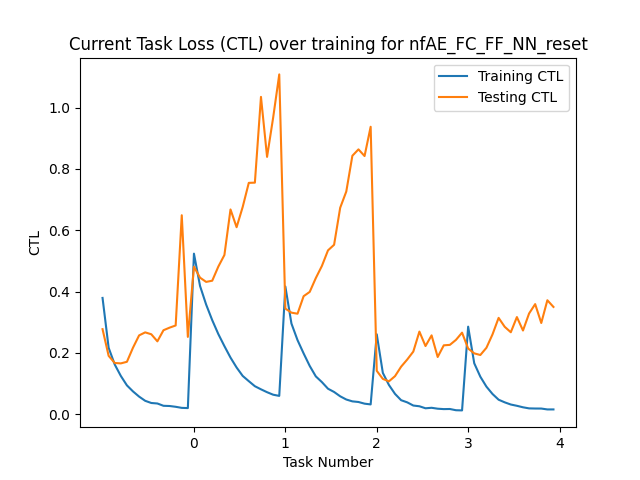 Current Task Loss (CTL) over training for nfAE_FC_FF_NN_reset
Training CTL
Testing CTL
1.0
0.8
0.6
0.4
0.2
0.0
CTL
0 1 2 3 4
Task Number